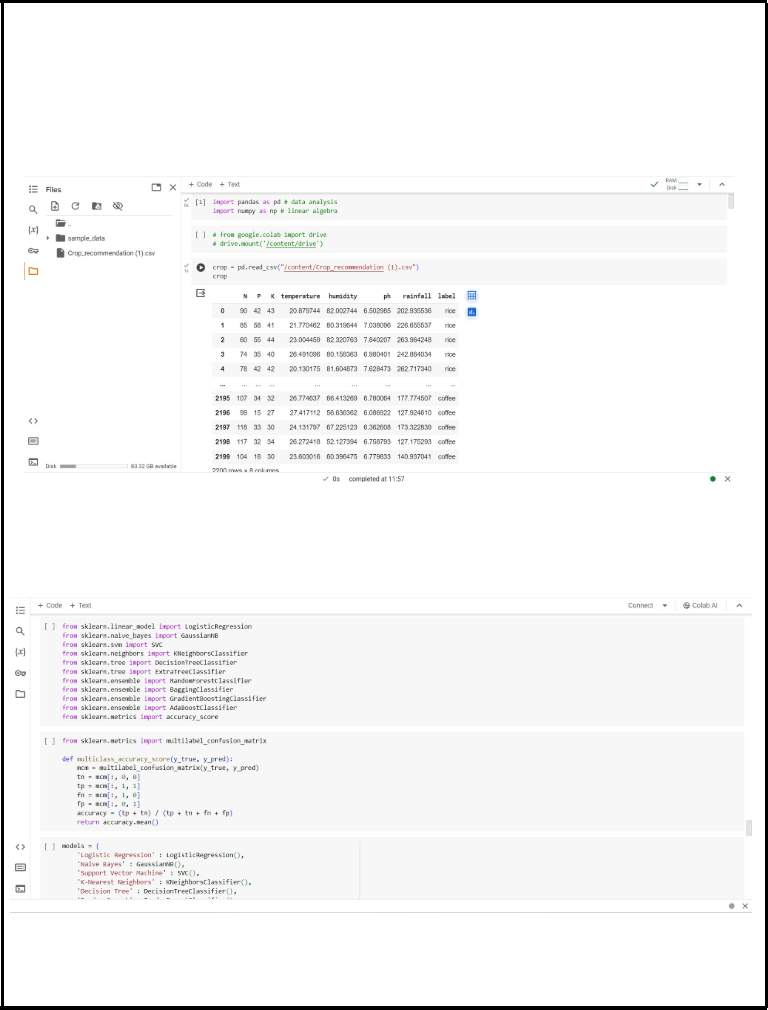 Files
..
sample_data
Crop_recommendation (1).csv
Disk 83.32 GB available
+ Code + Text
RAM
Disk
[1] import pandas as pd # data analysis
import numpy as np # linear algebra
[ ] # from google.colab import drive
# drive.mount('/content/drive')
crop = pd.read_csv("/content/Crop_recommendation (1).csv")
crop
N P K temperature humidity ph rainfall label
0 90 42 43 20.879744 82.002744 6.502985 202.935536 rice
1 85 58 41 21.770462 80.319644 7.038096 226.655537 rice
2 60 55 44 23.004459 82.320763 7.840207 263.964248 rice
3 74 35 40 26.491096 80.158363 6.980401 242.864034 rice
4 78 42 42 20.130175 81.604873 7.628473 262.717340 rice
... ... ... ... ... ... ... ... ...
2195 107 34 32 26.774637 66.413269 6.780064 177.774507 coffee
2196 99 15 27 27.417112 56.636362 6.086922 127.924610 coffee
2197 118 33 30 24.131797 67.225123 6.362608 173.322839 coffee
2198 117 32 34 26.272418 52.127394 6.758793 127.175293 coffee
2199 104 18 30 23.603016 60.396475 6.779833 140.937041 coffee
2200 rows × 8 columns
0s completed at 11:57
+ Code + Text
Connect
Colab AI
[ ] from sklearn.linear_model import LogisticRegression
from sklearn.naive_bayes import GaussianNB
from sklearn.svm import SVC
from sklearn.neighbors import KNeighborsClassifier
from sklearn.tree import DecisionTreeClassifier
from sklearn.tree import ExtraTreeClassifier
from sklearn.ensemble import RandomForestClassifier
from sklearn.ensemble import BaggingClassifier
from sklearn.ensemble import GradientBoostingClassifier
from sklearn.ensemble import AdaBoostClassifier
from sklearn.metrics import accuracy_score
[ ] from sklearn.metrics import multilabel_confusion_matrix
def multiclass_accuracy_score(y_true, y_pred):
mcm = multilabel_confusion_matrix(y_true, y_pred)
tn = mcm[:, 0, 0]
tp = mcm[:, 1, 1]
fn = mcm[:, 1, 0]
fp = mcm[:, 0, 1]
accuracy = (tp + tn) / (tp + tn + fn + fp)
return accuracy.mean()
[ ] models = {
'Logistic Regression' : LogisticRegression(),
'Naive Bayes' : GaussianNB(),
'Support Vector Machine' : SVC(),
'K-Nearest Neighbors' : KNeighborsClassifier(),
'Decision Tree' : DecisionTreeClassifier(),